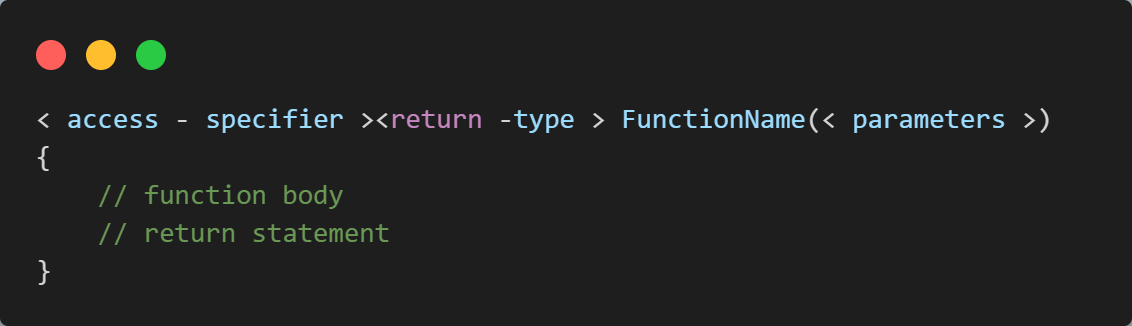 < access - specifier ><return -type > FunctionName(< parameters >)
{
    // function body
    // return statement
}